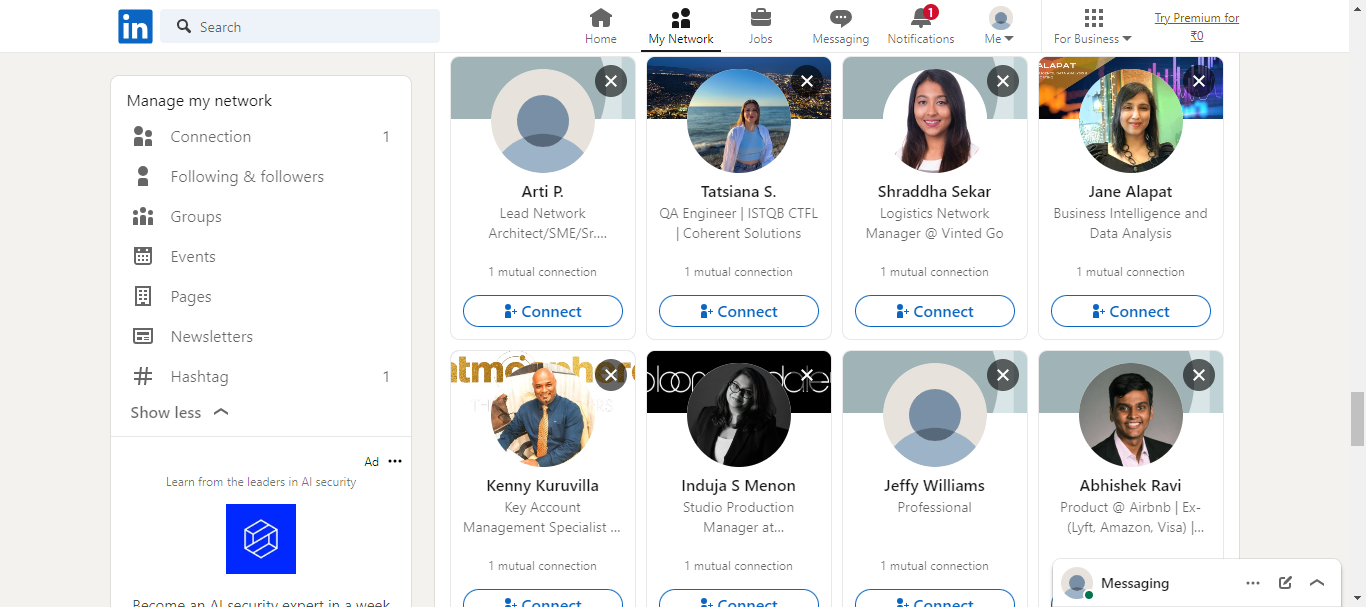 in
Search
Home
My Network
Jobs
Messaging
1
Notifications
Me
For Business
Try Premium for
₹0
Manage my network
Connection 1
Following & followers
Groups
Events
Pages
Newsletters
Hashtag 1
Show less
Ad
Learn from the leaders in AI security
Become an AI security expert in a week
Arti P.
Lead Network
Architect/SME/Sr....
1 mutual connection
Connect
Tatsiana S.
QA Engineer | ISTQB CTFL
| Coherent Solutions
1 mutual connection
Connect
Shraddha Sekar
Logistics Network
Manager @ Vinted Go
1 mutual connection
Connect
ALAPAT
Jane Alapat
Business Intelligence and
Data Analysis
1 mutual connection
Connect
Kenny Kuruvilla
Key Account
Management Specialist ...
1 mutual connection
Connect
Induja S Menon
Studio Production
Manager at...
1 mutual connection
Connect
Jeffy Williams
Professional
1 mutual connection
Connect
Abhishek Ravi
Product @ Airbnb | Ex-
(Lyft, Amazon, Visa) |...
Messaging